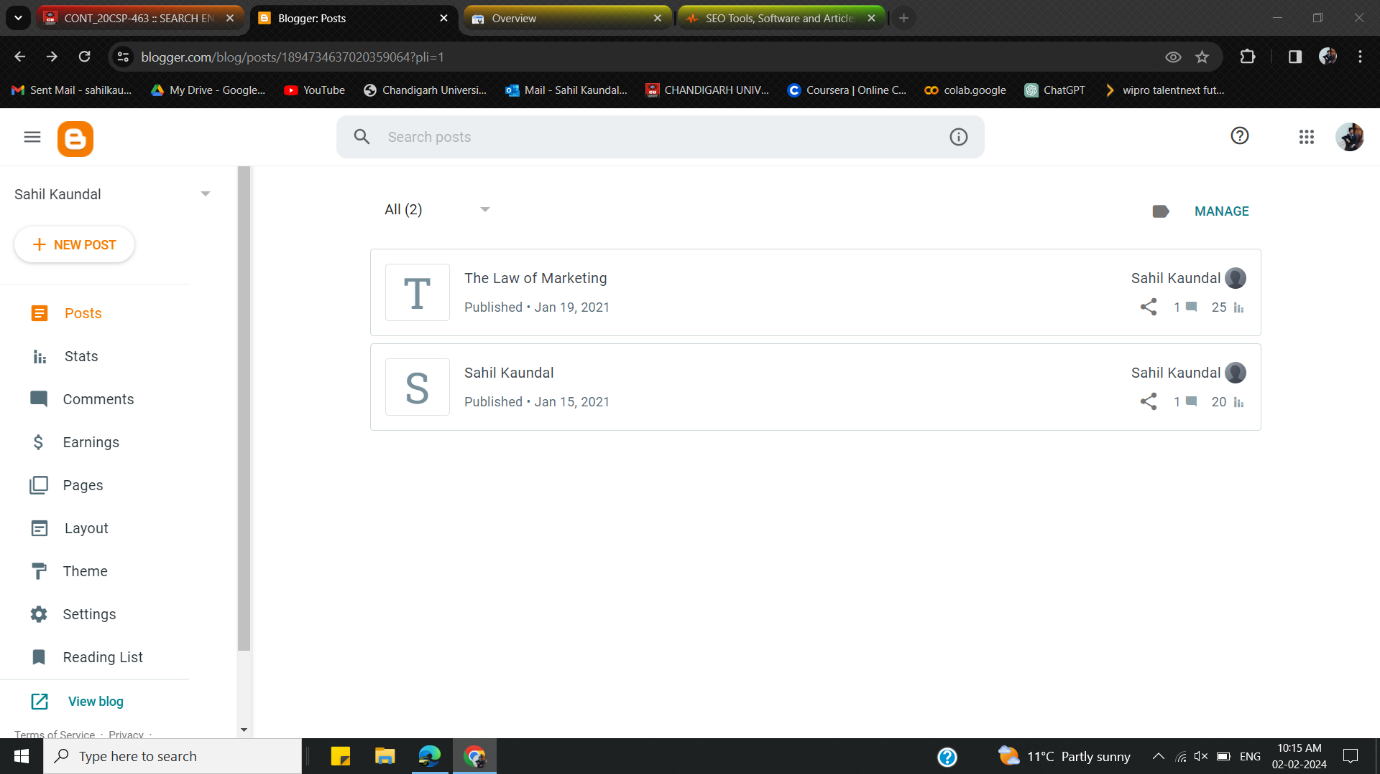 CONT_20CSP-463 :: SEARCH EN
Blogger: Posts
Overview
SEO Tools, Software and Article
blogger.com/blog/posts/1894734637020359064?pli=1
Sent Mail - sahilkau...
My Drive - Google...
YouTube
Chandigarh Universi...
Mail - Sahil Kaundal...
CHANDIGARH UNIV...
Coursera | Online C...
colab.google
ChatGPT
wipro talentnext fut...
Search posts
Sahil Kaundal
NEW POST
Posts
Stats
Comments
Earnings
Pages
Layout
Theme
Settings
Reading List
View blog
Terms of Service · Privacy ·
All (2)
MANAGE
T
The Law of Marketing
Published • Jan 19, 2021
Sahil Kaundal
1
25
S
Sahil Kaundal
Published • Jan 15, 2021
Sahil Kaundal
1
20
Type here to search
11°C Partly sunny
ENG
10:15 AM
02-02-2024